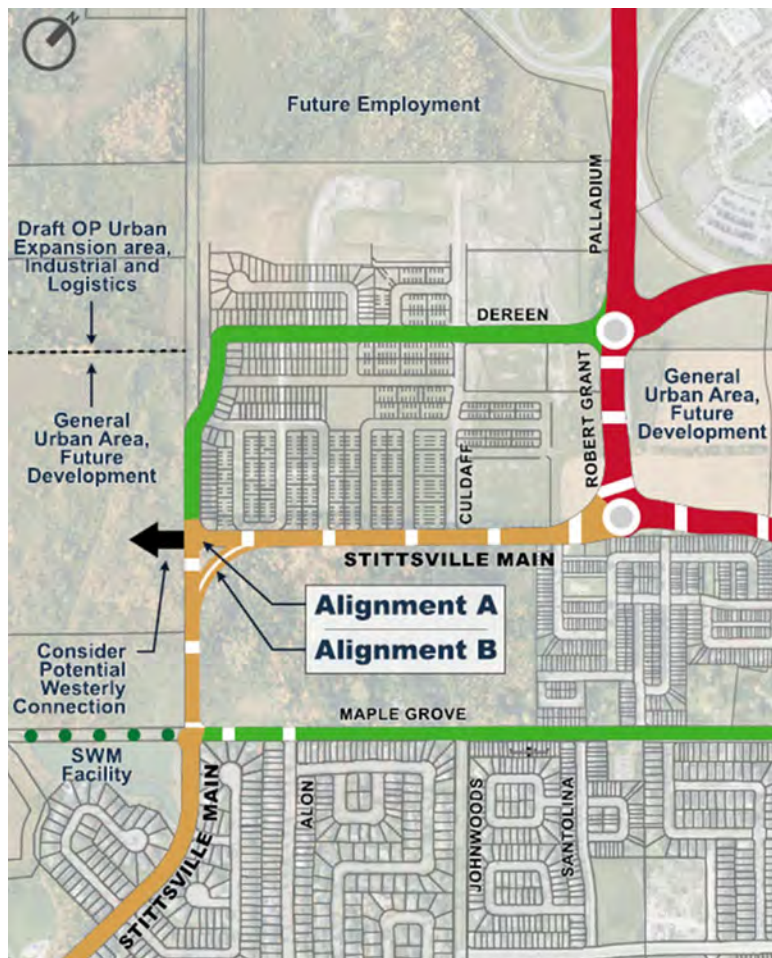 N
Future Employment
PALLADIUM
Draft OP Urban
Expansion area,
Industrial and
Logistics
DEREEN
ROBERT GRANT
General
Urban Area,
Future
Development
General
Urban Area,
Future
Development
CULDAFF
STITTSVILLE MAIN
Alignment A
Alignment B
Consider
Potential
Westerly
Connection
MAPLE GROVE
SWM
Facility
STITTSVILLE MAIN
ALON
JOHNWOODS
SANTOLINA